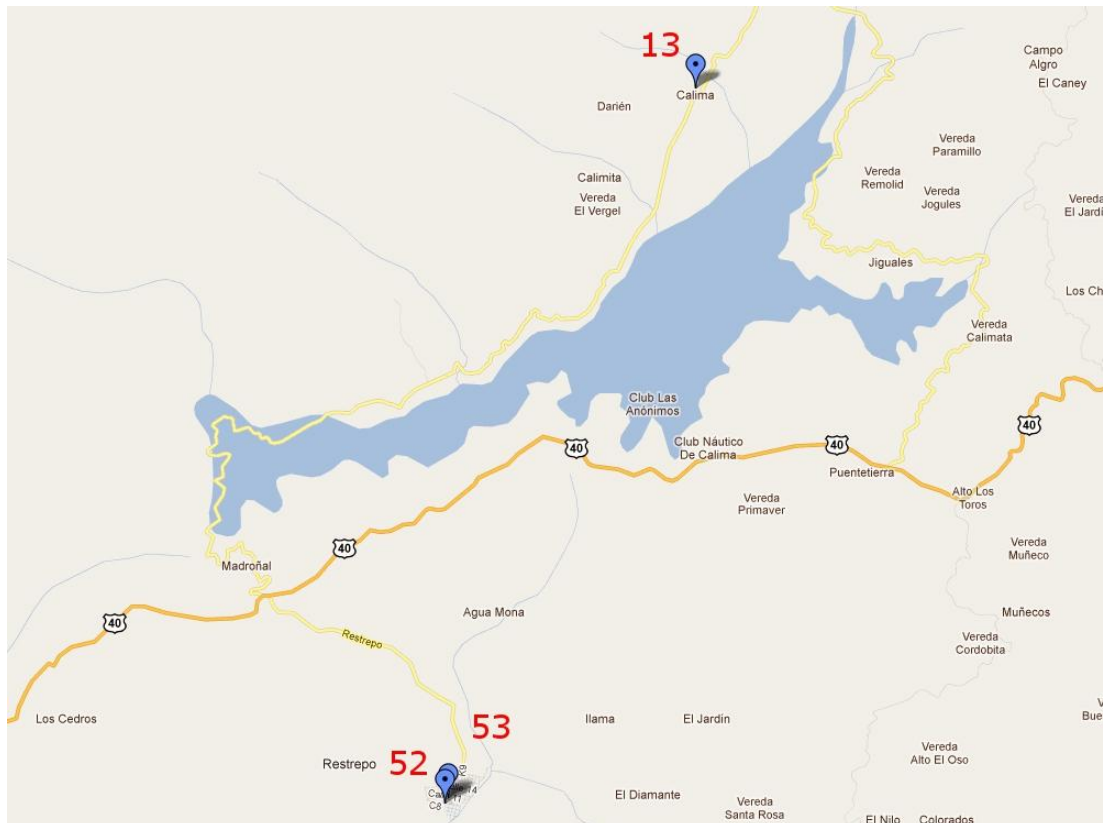 13
Calima
Darién
Campo
Algro
El Caney
Vereda
Paramillo
Vereda
Remolid
Vereda
Jogules
Calimita
Vereda
El Vergel
Vereda
El Jardí
Jiguales
Los Ch
Vereda
Calimata
Club Las
Anónimos
Club Náutico
De Calima
40
40
40
Puentetierra
Alto Los
Toros
Vereda
Primaver
40
Vereda
Muñeco
Madroñal
40
Agua Mona
Muñecos
Restrepo
Vereda
Cordobita
Los Cedros
53
Ilama
El Jardín
V
Bue
52
Restrepo
Vereda
Alto El Oso
C8
El Diamante
Vereda
Santa Rosa
El Nilo
Colorados